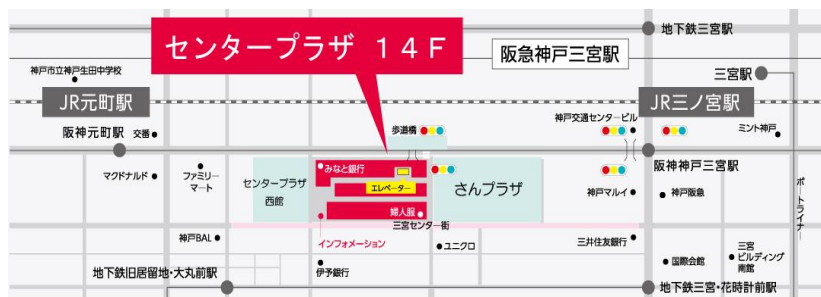 地下鉄三宮駅
センタープラザ 14F
阪急神戸三宮駅
神戸市立神戸生田中学校
三宮駅
JR元町駅
JR三ノ宮駅
神戸交通センタービル
歩道橋
阪神元町駅
交番
ミント神戸
みなと銀行
阪神神戸三宮駅
マクドナルド
ファミリー
マート
センタープラザ
西館
エレベーター
さんプラザ
神戸マルイ
神戸阪急
ポートライナー
婦人服
三宮センター街
神戸BAL
インフォメーション
ユニクロ
三井住友銀行
伊予銀行
国際会館
三宮
ビルディング
南館
地下鉄旧居留地・大丸前駅
地下鉄三宮・花時計前駅